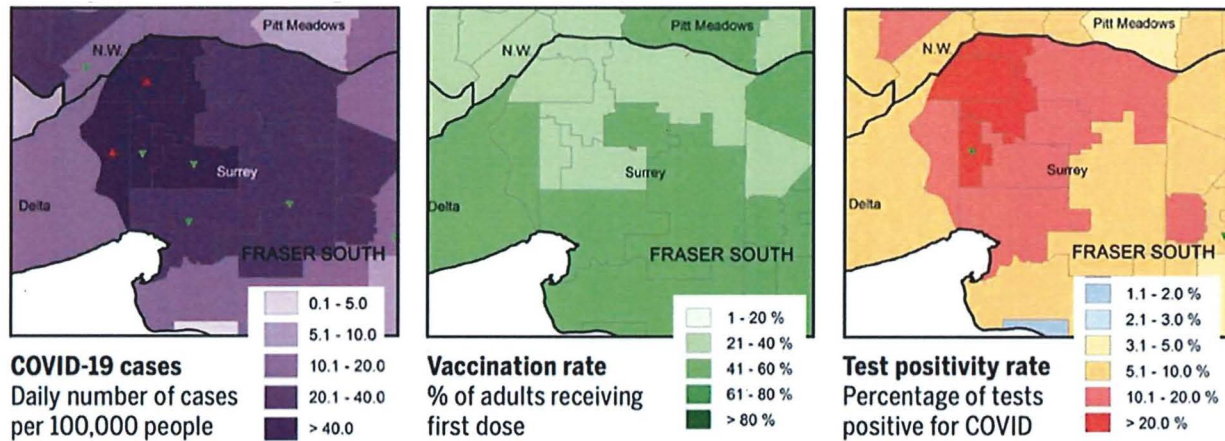 Pitt Meadows
N.W.
Surrey
Delta
FRASER SOUTH
0.1 - 5.0
5.1 - 10.0
10.1 - 20.0
20.1 - 40.0
> 40.0
COVID-19 cases
Daily number of cases
per 100,000 people
Pitt Meadows
N.W.
Surrey
Delta
FRASER SOUTH
1 - 20 %
21 - 40 %
41 - 60 %
61 - 80 %
> 80 %
Vaccination rate
% of adults receiving
first dose
Pitt Meadows
N.W.
Surrey
Delta
FRASER SOUTH
1.1 - 2.0 %
2.1 - 3.0 %
3.1 - 5.0 %
5.1 - 10.0 %
10.1 - 20.0 %
> 20.0 %
Test positivity rate
Percentage of tests
positive for COVID